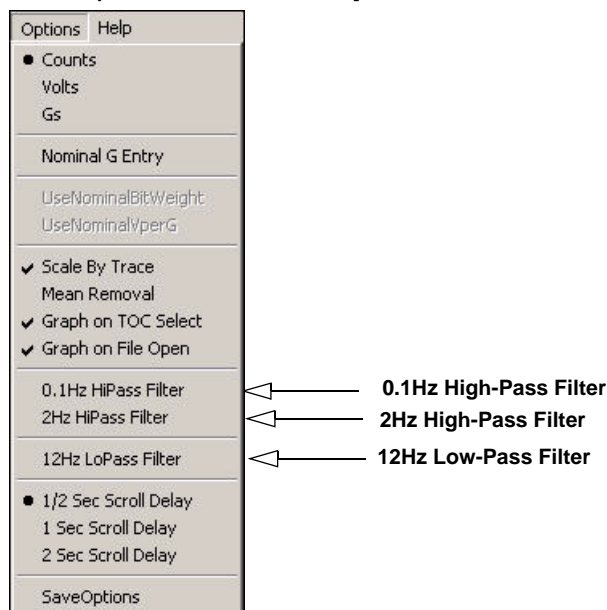 Options Help
Counts
Volts
Gs
Nominal G Entry
UseNominalBitWeight
UseNominalVperG
Scale By Trace
Mean Removal
Graph on TOC Select
Graph on File Open
0.1Hz HiPass Filter 0.1Hz High-Pass Filter
2Hz HiPass Filter 2Hz High-Pass Filter
12Hz LoPass Filter 12Hz Low-Pass Filter
1/2 Sec Scroll Delay
1 Sec Scroll Delay
2 Sec Scroll Delay
SaveOptions